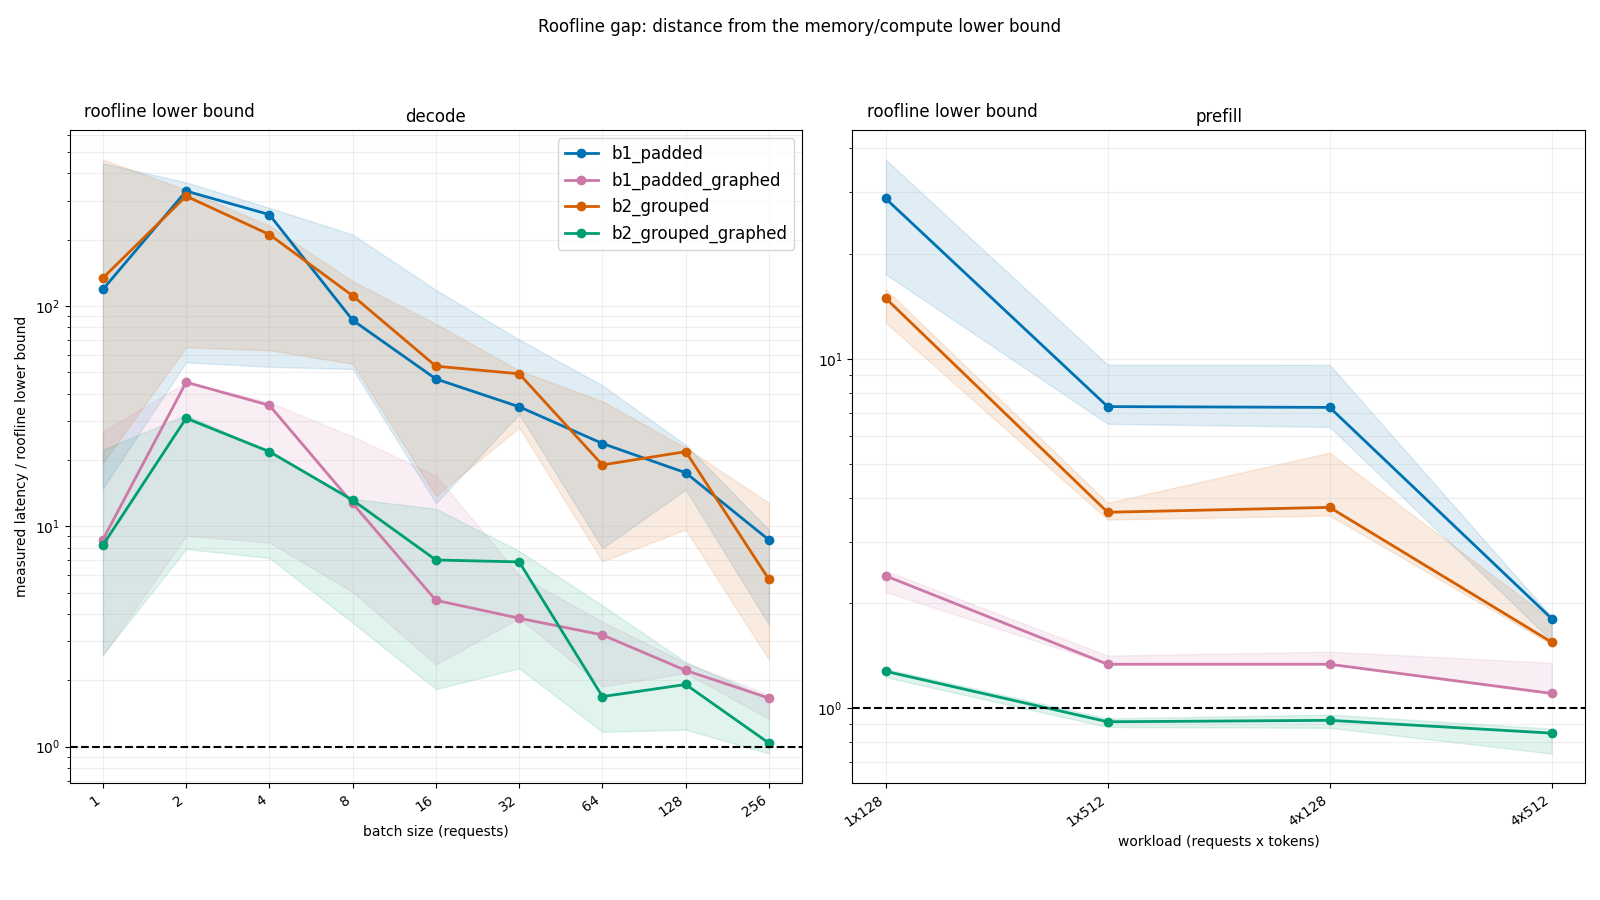 Roofline gap: distance from the memory/compute lower bound
roofline lower bound
decode
b1_padded
b1_padded_graphed
b2_grouped
b2_grouped_graphed
measured latency / roofline lower bound
10²
10¹
10⁰
1
2
4
8
16
32
64
128
256
batch size (requests)
roofline lower bound
prefill
10¹
10⁰
1x128
1x512
4x128
4x512
workload (requests x tokens)